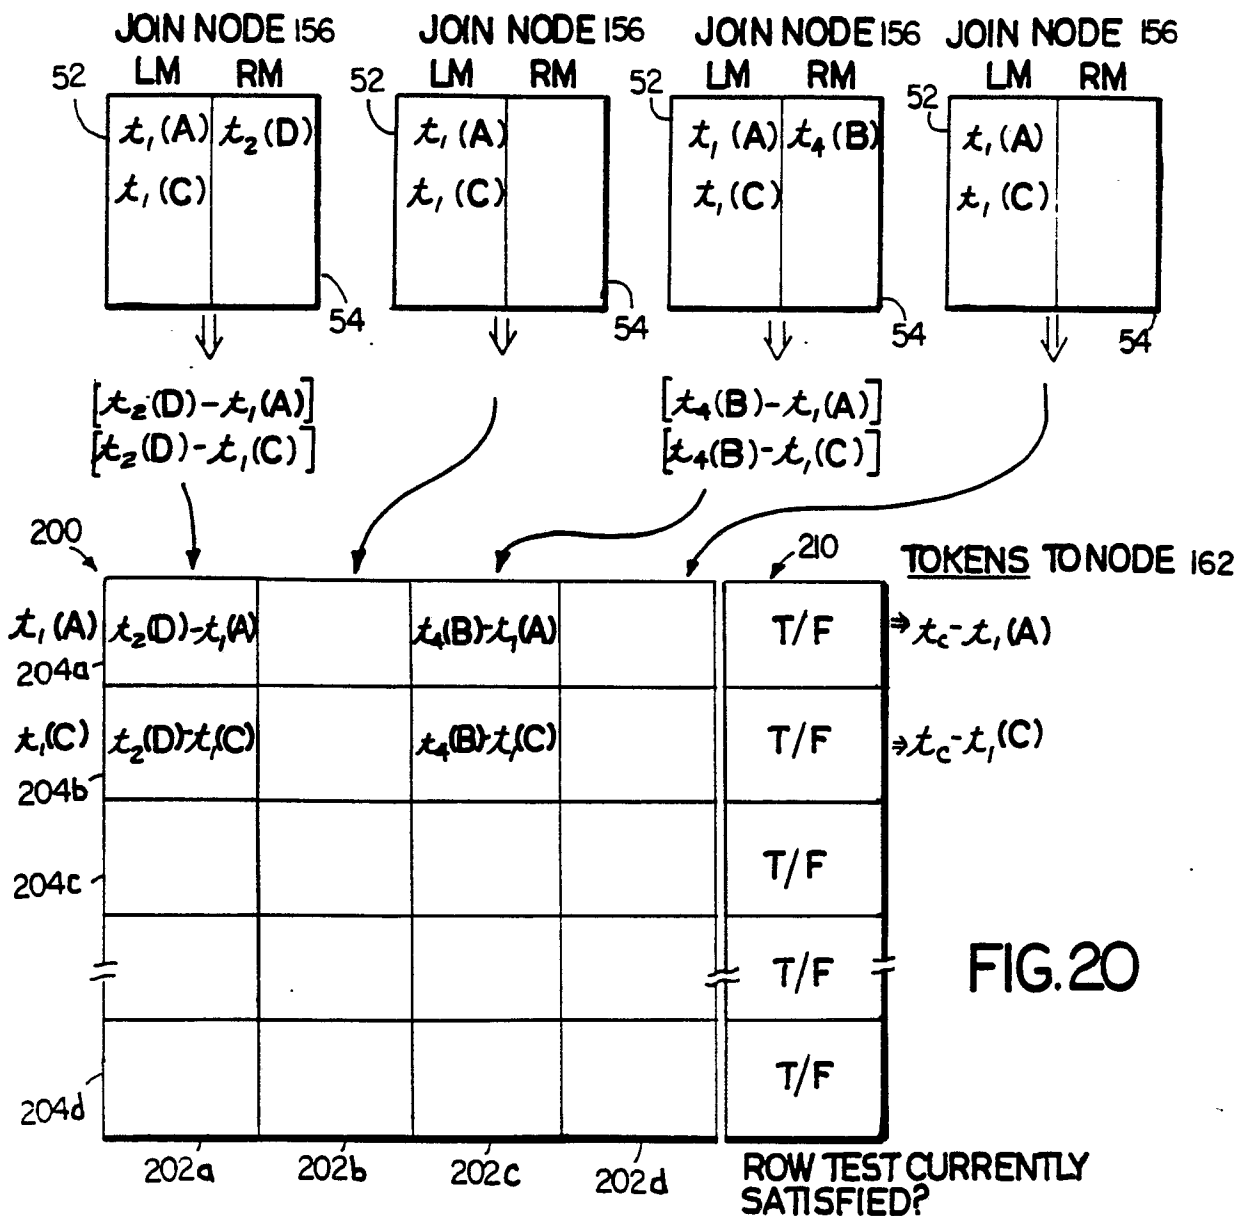 JOIN NODE 156 JOIN NODE 156 JOIN NODE 156 JOIN NODE 156
LM RM LM RM LM RM LM RM
52 52 52 52
t₁(A) t₂(D) t₁(A) t₁(A) t₄(B) t₁(A)
t₁(C) t₁(C) t₁(C) t₁(C)
54 54 54 54
[t₂(D)-t₁(A)] [t₄(B)-t₁(A)]
[t₂(D)-t₁(C)] [t₄(B)-t₁(C)]
200 210 TOKENS TO NODE 162
t₁(A) t₂(D)-t₁(A) t₄(B)-t₁(A) T/F ⇒ t_c-t₁(A)
204a
t₁(C) t₂(D)-t₁(C) t₄(B)-t₁(C) T/F ⇒ t_c-t₁(C)
204b
204c T/F
T/F FIG.20
204d T/F
202a 202b 202c 202d ROW TEST CURRENTLY
SATISFIED?